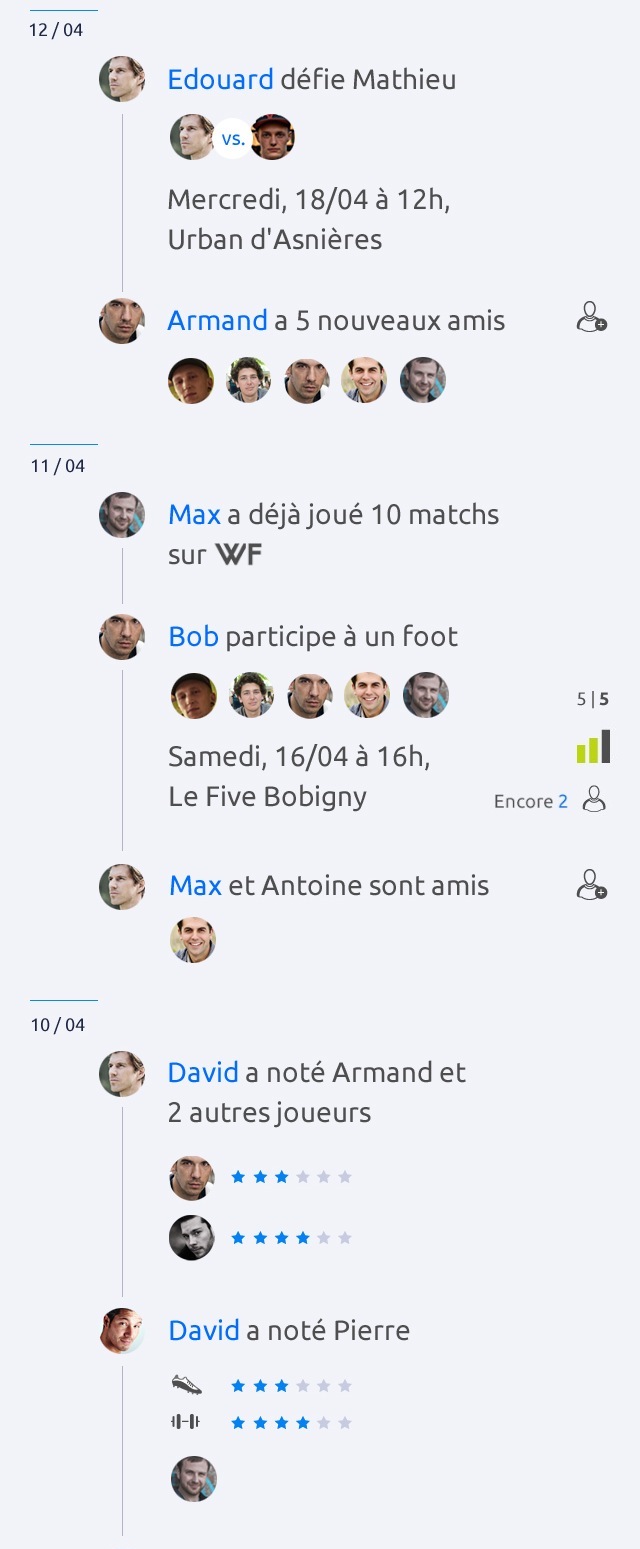 12 / 04
Edouard défie Mathieu
vs.
Mercredi, 18/04 à 12h,
Urban d'Asnières
Armand a 5 nouveaux amis
11 / 04
Max a déjà joué 10 matchs
sur WF
Bob participe à un foot
5 | 5
Samedi, 16/04 à 16h,
Le Five Bobigny
Encore 2
Max et Antoine sont amis
10 / 04
David a noté Armand et
2 autres joueurs
David a noté Pierre